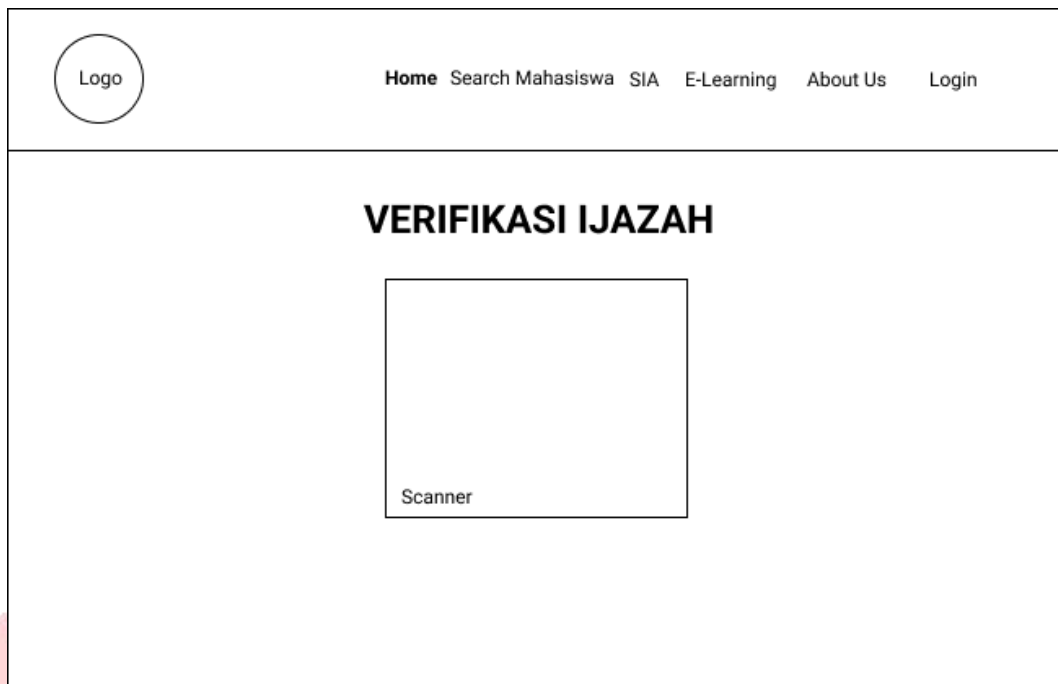 Logo
Home Search Mahasiswa SIA E-Learning About Us Login
VERIFIKASI IJAZAH
Scanner